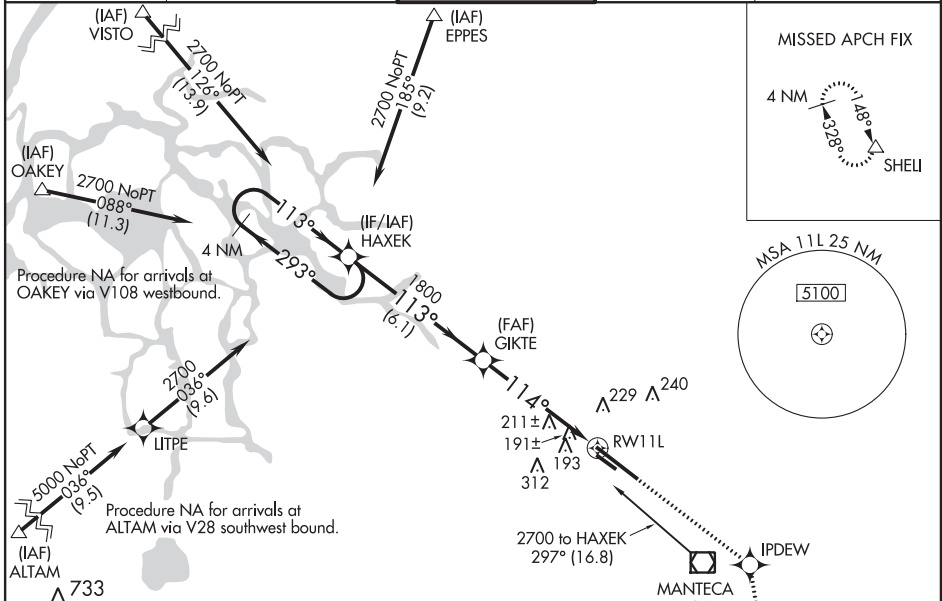 (IAF)
VISTO
2700 NoPT
126°
(13.9)
(IAF)
EPPES
2700 NoPT
185°
(9.2)
MISSED APCH FIX
4 NM
148°
328°
SHELI
(IAF)
OAKEY
2700 NoPT
088°
(11.3)
4 NM
113°
293°
(IF/IAF)
HAXEK
Procedure NA for arrivals at
OAKEY via V108 westbound.
1800
113°
(6.1)
MSA 11L 25 NM
5100
(FAF)
GIKTE
2700
036°
(9.6)
LITPE
114°
229
240
211±
191±
193
312
RW11L
5000 NoPT
036°
(9.5)
(IAF)
ALTAM
Procedure NA for arrivals at
ALTAM via V28 southwest bound.
733
2700 to HAXEK
297° (16.8)
MANTECA
IPDEW